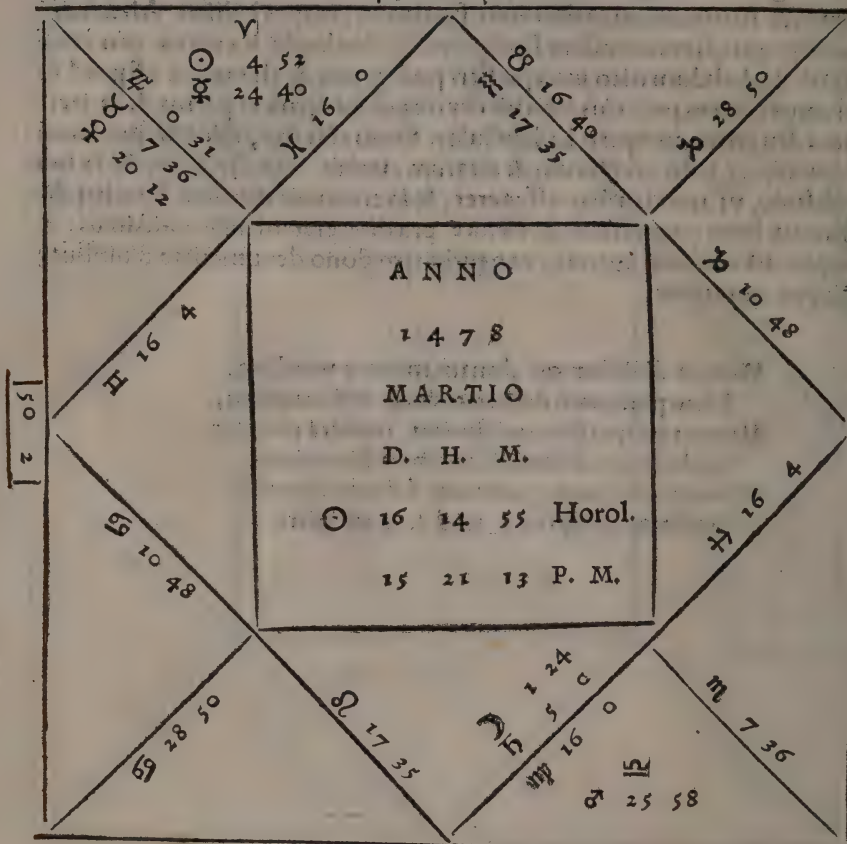 ♈
☉ 4 52
☿ 24 40
♃ 0 31
♉ 7 36
♀ 20 12
♓ 16 0
☋ 16 40
♒ 17 35
♑ 28 50
♑ 10 48
♊ 16 4
ANNO
1478
MARTIO
D. H. M.
☉ 16 14 55 Horol.
15 21 13 P. M.
50 2
♐ 16 4
♋ 10 48
♋ 28 50
♌ 17 35
☽ 1 24
♄ 5 0
♍ 16 0
♎
♂ 25 58
♏ 7 36